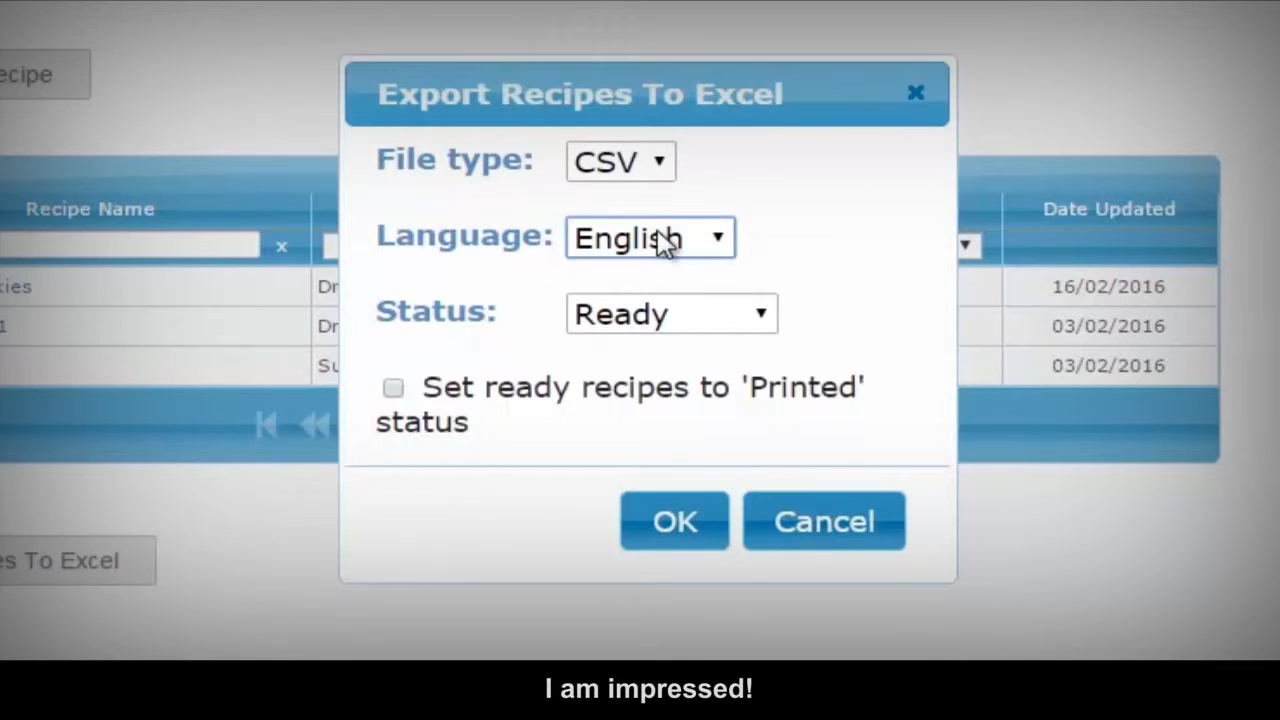 ecipe
Export Recipes To Excel
File type: CSV
Recipe Name
Date Updated
Language: English
x
kies
Dr
16/02/2016
Status: Ready
1
Dr
03/02/2016
Su
03/02/2016
Set ready recipes to 'Printed'
status
OK
Cancel
es To Excel
I am impressed!